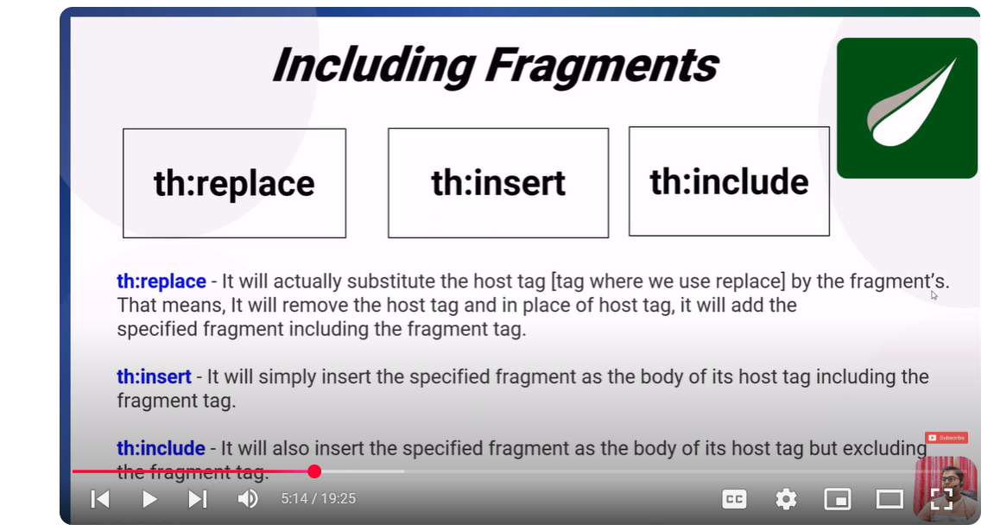 Including Fragments
th:replace
th:insert
th:include
th:replace - It will actually substitute the host tag [tag where we use replace] by the fragment’s.
That means, It will remove the host tag and in place of host tag, it will add the
specified fragment including the fragment tag.
th:insert - It will simply insert the specified fragment as the body of its host tag including the
fragment tag.
th:include - It will also insert the specified fragment as the body of its host tag but excluding
the fragment tag.
Subscribe
5:14 / 19:25
CC